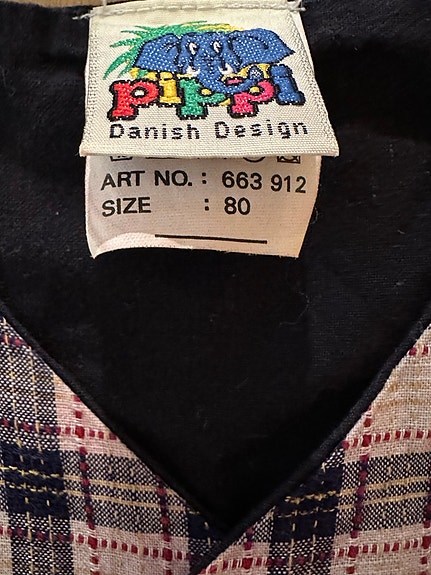 pippi
Danish Design
ART NO. : 663 912
SIZE : 80